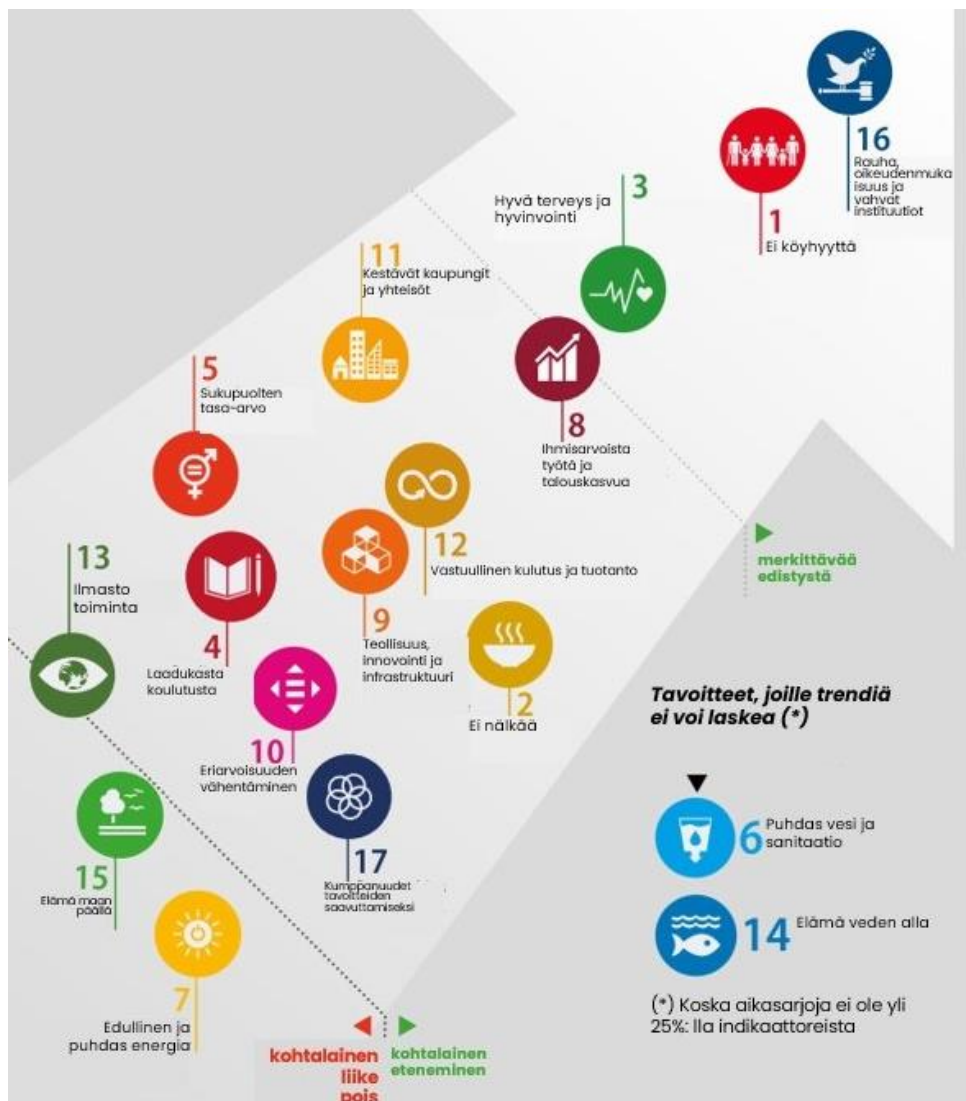 16
Rauha,
oikeudenmuka
isuus ja
vahvat
instituutiot
1
Ei köyhyyttä
3
Hyvä terveys ja
hyvinvointi
11
Kestävät kaupungit
ja yhteisöt
8
Ihmisarvoista
työtä ja
talouskasvua
5
Sukupuolten
tasa-arvo
12
Vastuullinen kulutus ja tuotanto
merkittävää
edistystä
13
Ilmasto
toiminta
4
Laadukasta
koulutusta
9
Teollisuus,
innovointi ja
infrastruktuuri
2
Ei nälkää
10
Eriarvoisuuden
vähentäminen
17
Kumppanuudet
tavoitteiden
saavuttamiseksi
15
Elämä maan
päällä
7
Edullinen ja
puhdas energia
kohtalainen
liike
pois
kohtalainen
eteneminen
Tavoitteet, joille trendiä
ei voi laskea (*)
6
Puhdas vesi ja
sanitaatio
14
Elämä veden alla
(*) Koska aikasarjoja ei ole yli
25%: lla indikaattoreista